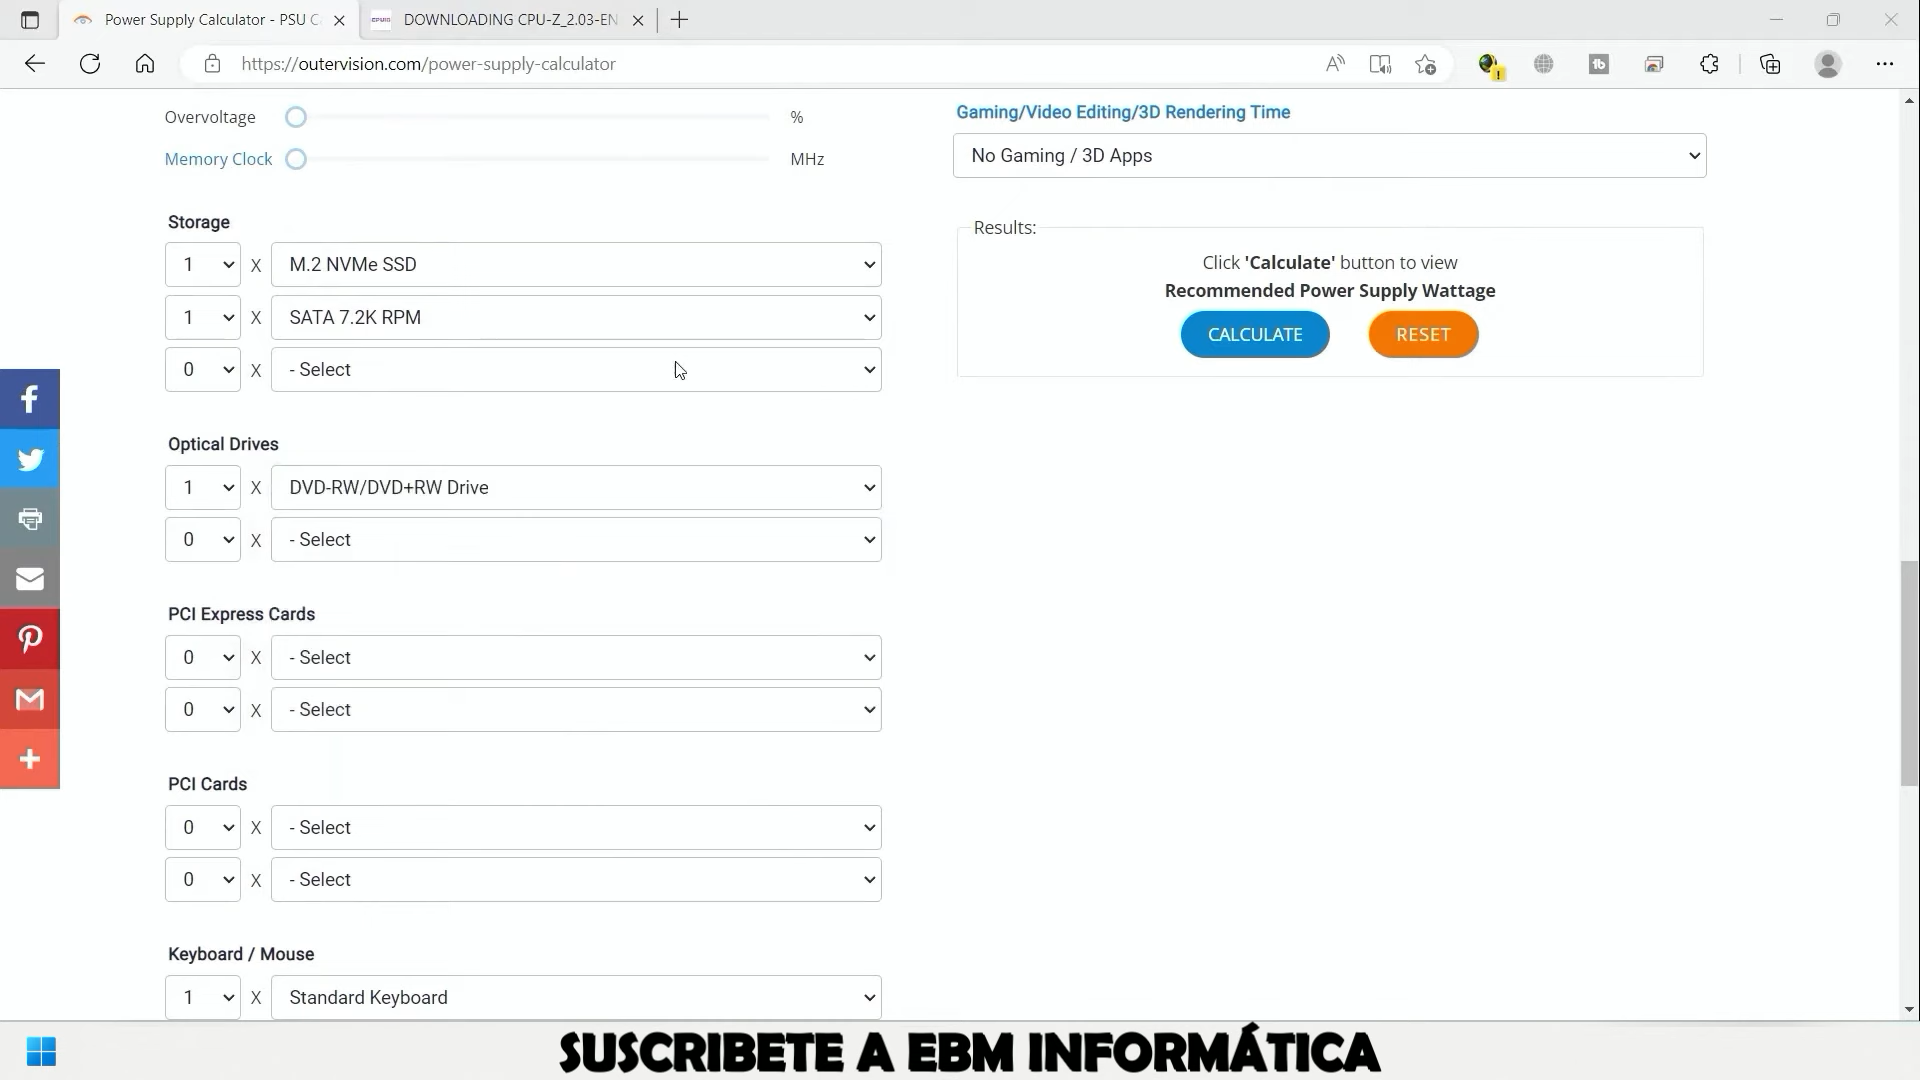 Power Supply Calculator - PSU C
DOWNLOADING CPU-Z_2.03-EN
https://outervision.com/power-supply-calculator
Overvoltage %
Memory Clock MHz
Gaming/Video Editing/3D Rendering Time
No Gaming / 3D Apps
Storage
1 X M.2 NVMe SSD
1 X SATA 7.2K RPM
0 X - Select
Results:
Click 'Calculate' button to view
Recommended Power Supply Wattage
CALCULATE RESET
Optical Drives
1 X DVD-RW/DVD+RW Drive
0 X - Select
PCI Express Cards
0 X - Select
0 X - Select
PCI Cards
0 X - Select
0 X - Select
Keyboard / Mouse
1 X Standard Keyboard
SUSCRIBETE A EBM INFORMÁTICA